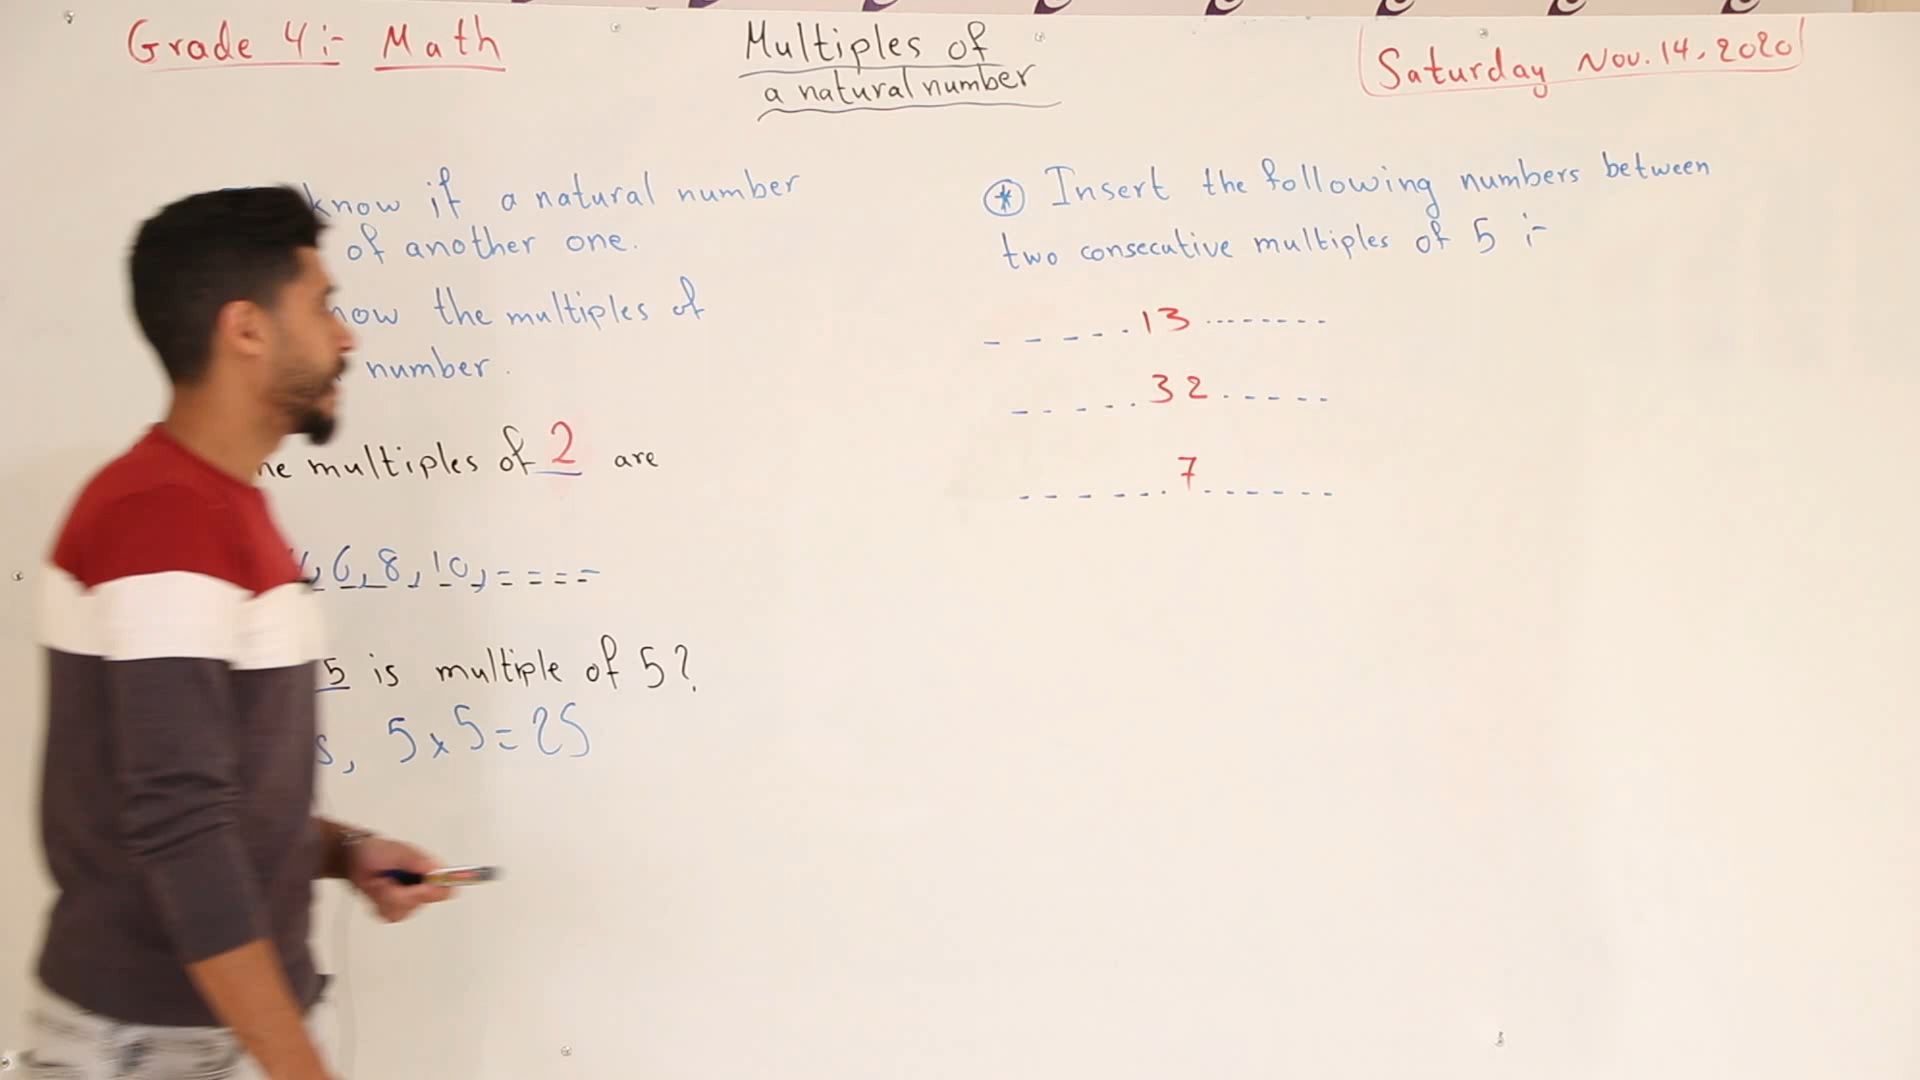 Grade 4:- Math
Multiples of
a natural number
Saturday Nov. 14, 2020
know if a natural number
of another one.
now the multiples of
number.
he multiples of 2 are
, 6, 8, 10, = = = =
5 is multiple of 5?
s, 5 x 5 = 25
* Insert the following numbers between
two consecutive multiples of 5 :-
- - - - - . 13 . . . . . - - - -
- - - - . 32 . - - - - -
- - - - - . 7 . - - - - - -